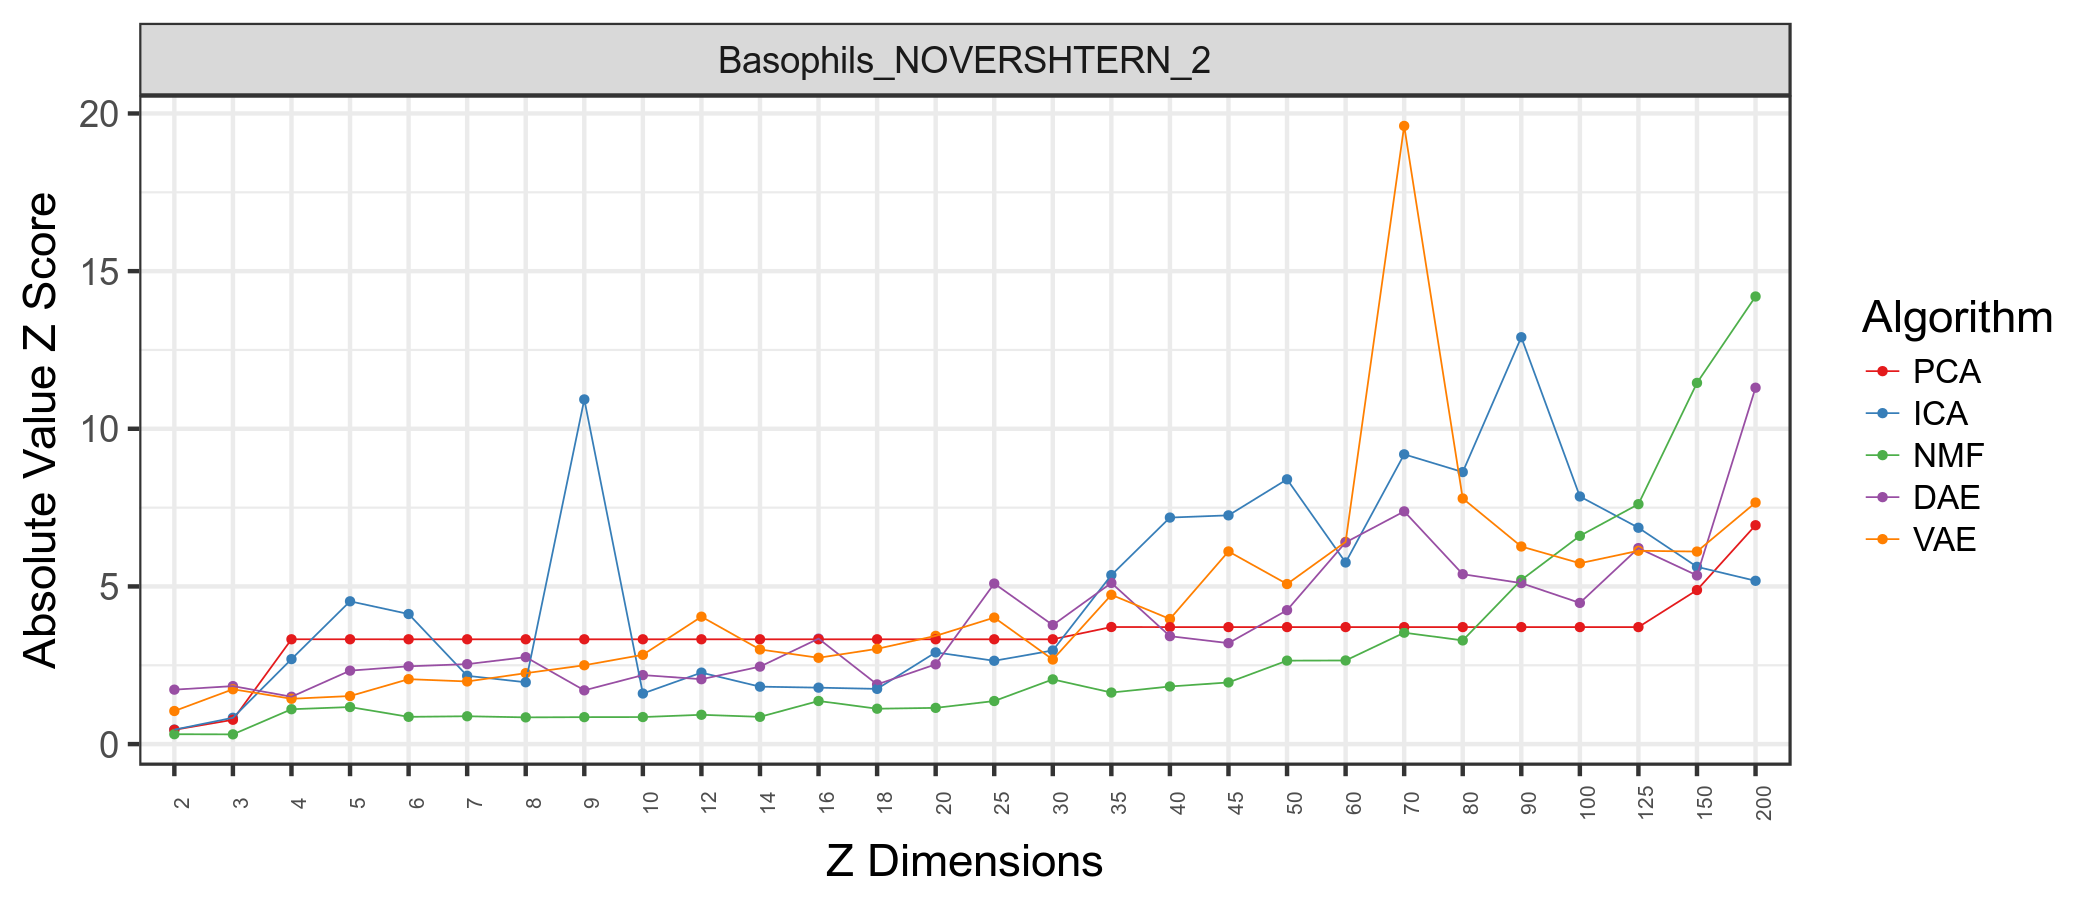 Basophils_NOVERSHTERN_2
Absolute Value Z Score
20
15
10
5
0
2 3 4 5 6 7 8 9 10 12 14 16 18 20 25 30 35 40 45 50 60 70 80 90 100 125 150 200
Z Dimensions
Algorithm
PCA
ICA
NMF
DAE
VAE